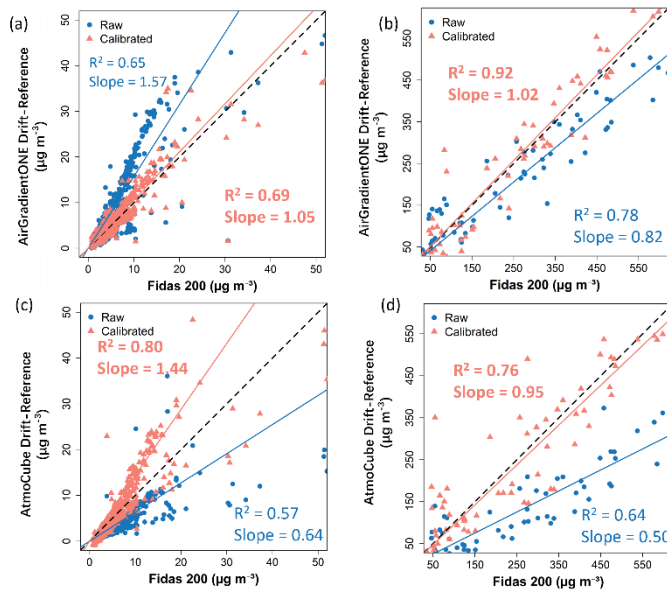 (a)
Raw
Calibrated
R² = 0.65
Slope = 1.57
R² = 0.69
Slope = 1.05
50
40
30
20
10
0
0 10 20 30 40 50
AirGradientONE Drift-Reference
(µg m⁻³)
Fidas 200 (µg m⁻³)
(b)
Raw
Calibrated
R² = 0.92
Slope = 1.02
R² = 0.78
Slope = 0.82
550
450
350
250
150
50
50 150 250 350 450 550
AirGradientONE Drift-Reference
(µg m⁻³)
Fidas 200 (µg m⁻³)
(c)
Raw
Calibrated
R² = 0.80
Slope = 1.44
R² = 0.57
Slope = 0.64
50
40
30
20
10
0
0 10 20 30 40 50
AtmoCube Drift-Reference
(µg m⁻³)
Fidas 200 (µg m⁻³)
(d)
Raw
Calibrated
R² = 0.76
Slope = 0.95
R² = 0.64
Slope = 0.50
550
450
350
250
150
50
50 150 250 350 450 550
AtmoCube Drift-Reference
(µg m⁻³)
Fidas 200 (µg m⁻³)